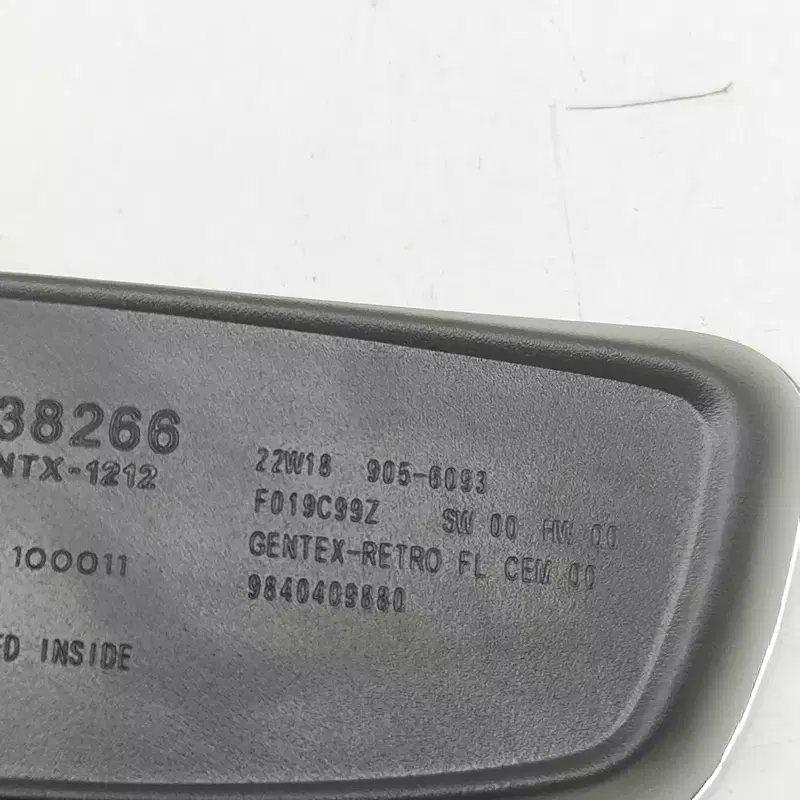 38266
NTX-1212
100011
ED INSIDE
22W18 905-6093
F019C99Z SW 00 HW 00
GENTEX-RETRO FL CEM 00
9840409880